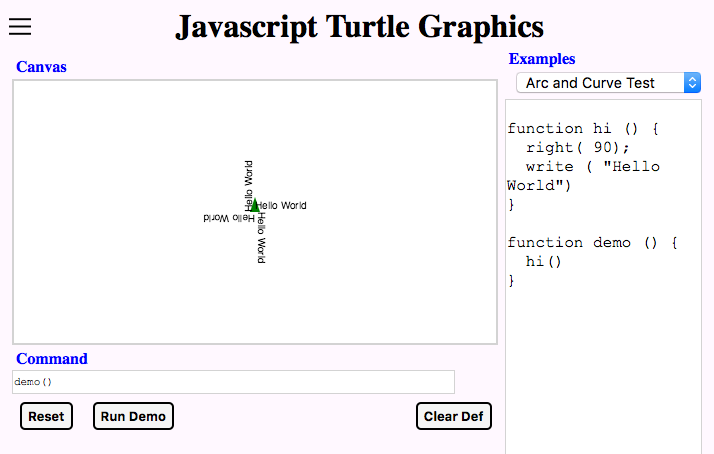 Javascript Turtle Graphics
Canvas
Hello World
Hello World
Hello World
Hello World
Command
demo()
Reset
Run Demo
Clear Def
Examples
Arc and Curve Test
function hi () {
right( 90);
write ( "Hello
World")
}
function demo () {
hi()
}